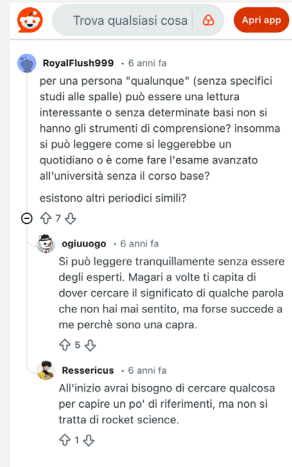 Trova qualsiasi cosa
Apri app
RoyalFlush999 • 6 anni fa
per una persona "qualunque" (senza specifici
studi alle spalle) può essere una lettura
interessante o senza determinate basi non si
hanno gli strumenti di comprensione? insomma
si può leggere come si leggerebbe un
quotidiano o è come fare l'esame avanzato
all'università senza il corso base?
esistono altri periodici simili?
7
ogiuuogo • 6 anni fa
Si può leggere tranquillamente senza essere
degli esperti. Magari a volte ti capita di
dover cercare il significato di qualche parola
che non hai mai sentito, ma forse succede a
me perchè sono una capra.
5
Ressericus • 6 anni fa
All'inizio avrai bisogno di cercare qualcosa
per capire un po' di riferimenti, ma non si
tratta di rocket science.
1